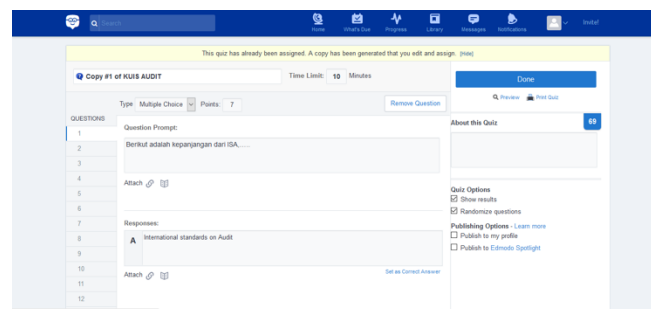 Search
Home What's Due Progress Library Messages Notifications Invite!
This quiz has already been assigned. A copy has been generated that you edit and assign. [Hide]
Copy #1 of KUIS AUDIT
Time Limit: 10 Minutes
Done
Preview Print Quiz
Type Multiple Choice Points: 7 Remove Question
QUESTIONS
1
2
3
4
5
6
7
8
9
10
11
12
Question Prompt:
Berikut adalah kepanjangan dari ISA,.....
Attach
Responses:
A International standards on Audit
Attach
Set as Correct Answer
About this Quiz 69
Quiz Options
Show results
Randomize questions
Publishing Options - Learn more
Publish to my profile
Publish to Edmodo Spotlight